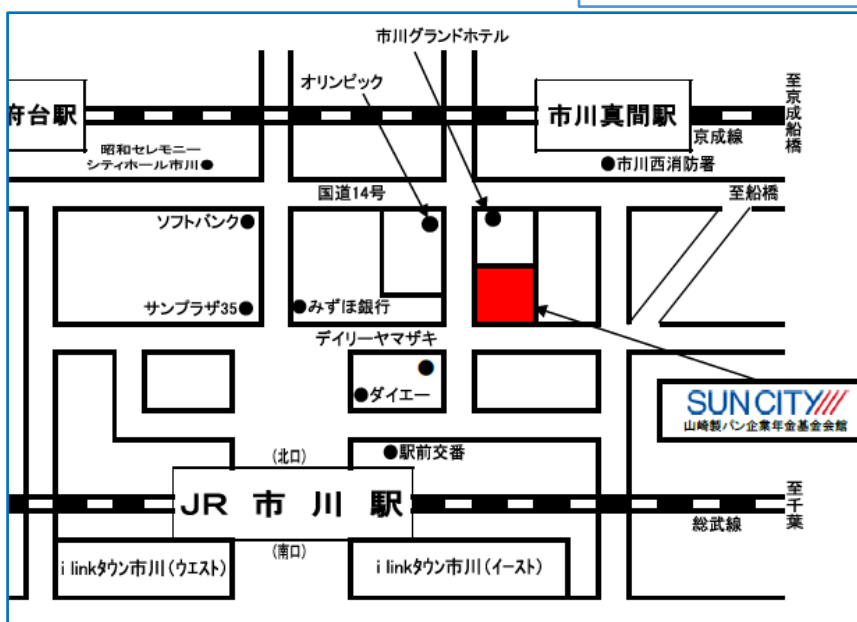 市川グランドホテル
オリンピック
府台駅
市川真間駅
至京成船橋
京成線
昭和セレモニー
シティホール市川
市川西消防署
国道14号
至船橋
ソフトバンク
サンプラザ35
みずほ銀行
デイリーヤマザキ
ダイエー
SUN CITY
山崎製パン企業年金基金会館
駅前交番
(北口)
JR 市川駅
(南口)
至千葉
総武線
i linkタウン市川(ウエスト)
i linkタウン市川(イースト)